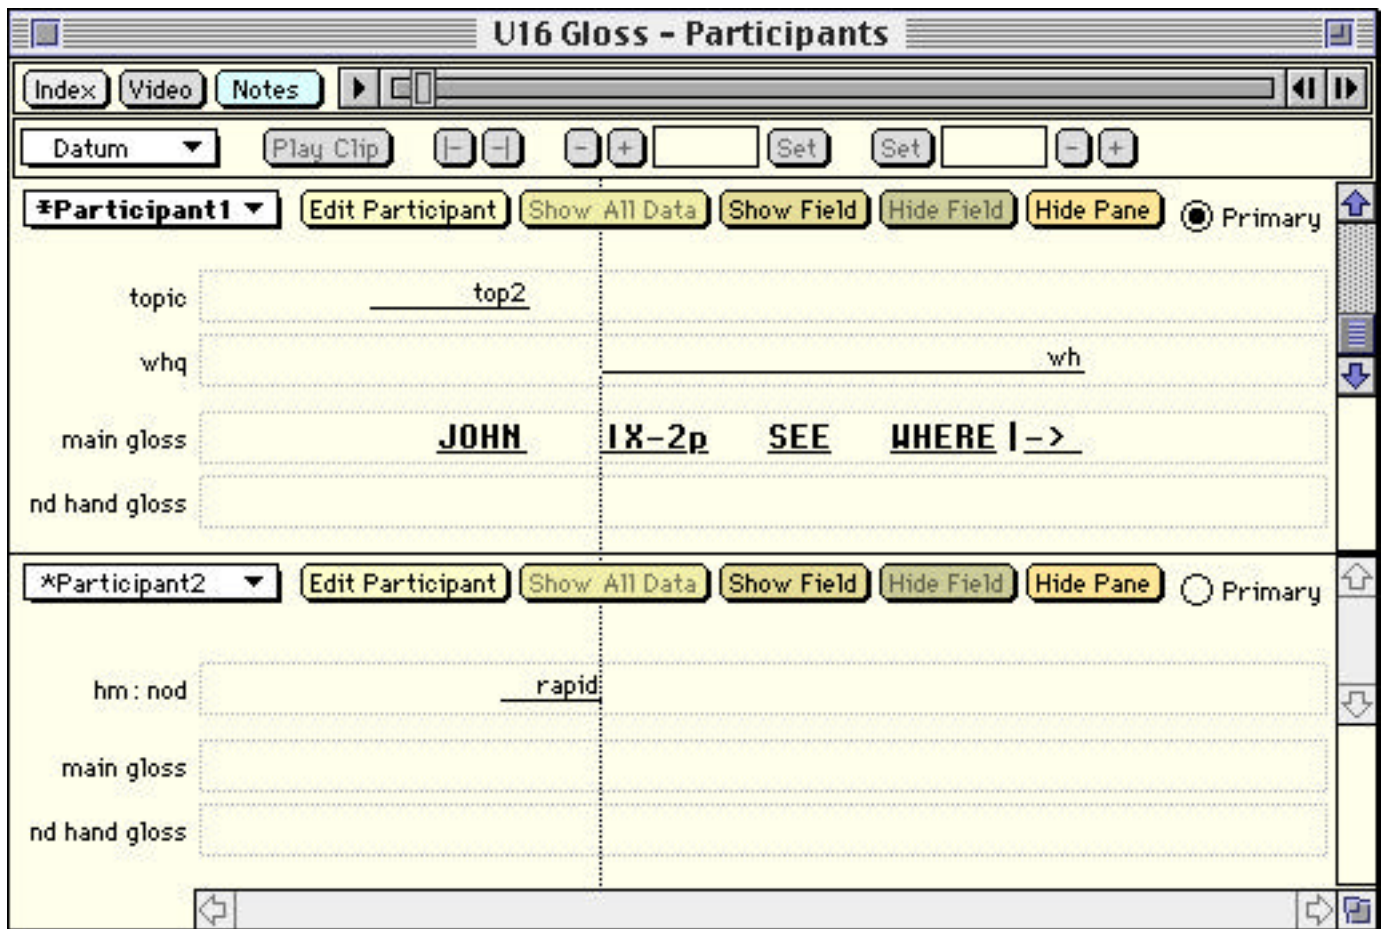 U16 Gloss – Participants
Index Video Notes
Datum Play Clip |- -| - + Set Set - +
*Participant1 Edit Participant Show All Data Show Field Hide Field Hide Pane Primary
topic top2
whq wh
main gloss JOHN IX-2p SEE WHERE |->
nd hand gloss
*Participant2 Edit Participant Show All Data Show Field Hide Field Hide Pane Primary
hm : nod rapid
main gloss
nd hand gloss